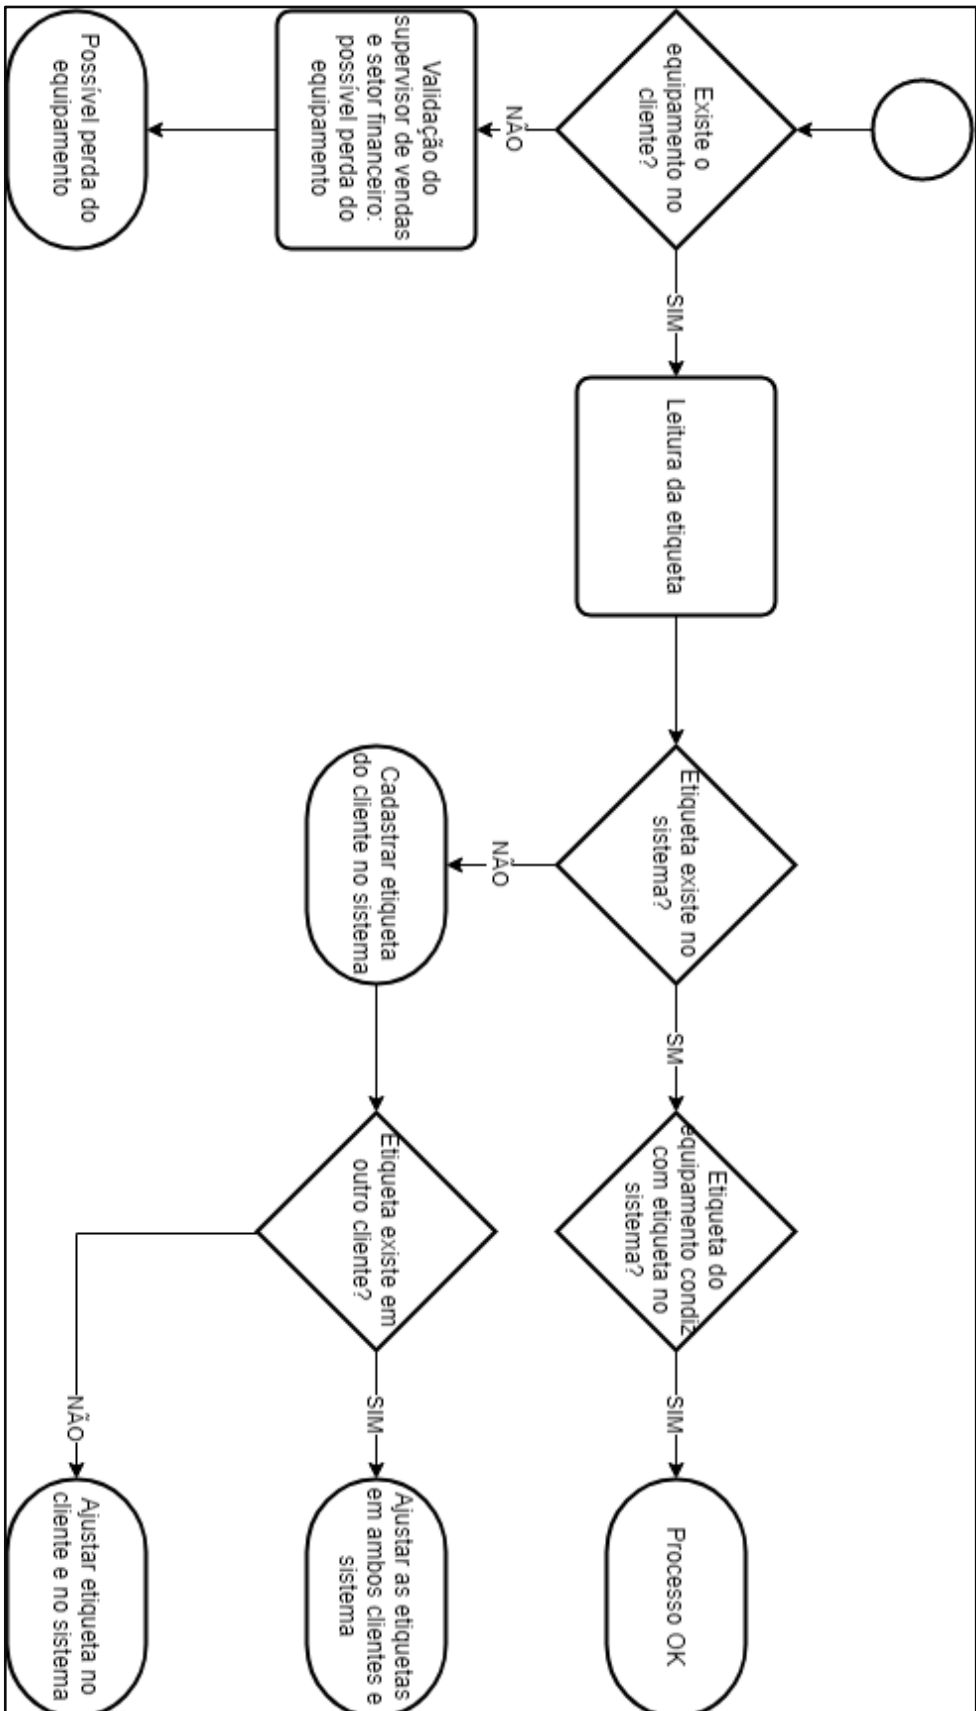 Existe o
equipamento no
cliente?
NÃO
Validação do
supervisor de vendas
e setor financeiro:
possível perda do
equipamento
Possível perda do
equipamento
SIM
Leitura da etiqueta
Etiqueta existe no
sistema?
NÃO
Cadastrar etiqueta
do cliente no sistema
SM
Etiqueta do
equipamento condiz
com etiqueta no
sistema?
SIM
Processo OK
Etiqueta existe em
outro cliente?
SIM
Ajustar as etiquetas
em ambos clientes e
sistema
NÃO
Ajustar etiqueta no
cliente e no sistema